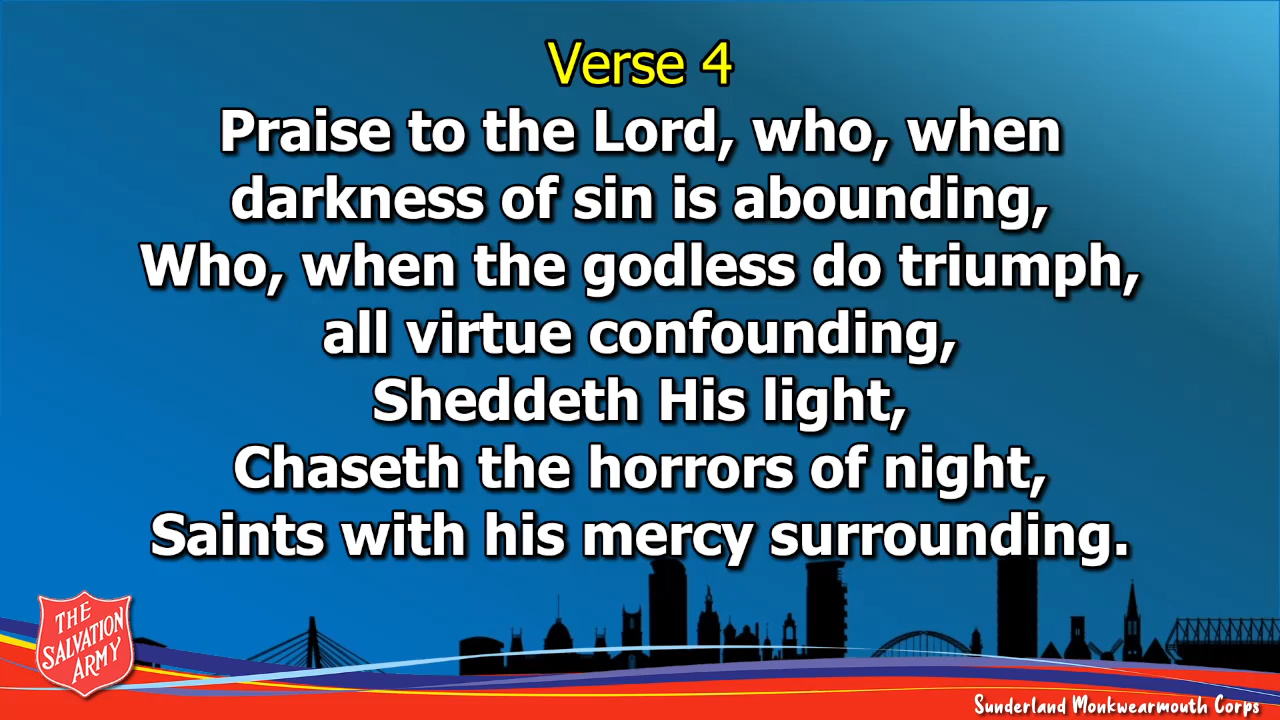 Verse 4
Praise to the Lord, who, when
darkness of sin is abounding,
Who, when the godless do triumph,
all virtue confounding,
Sheddeth His light,
Chaseth the horrors of night,
Saints with his mercy surrounding.
THE
SALVATION
ARMY
Sunderland Monkwearmouth Corps